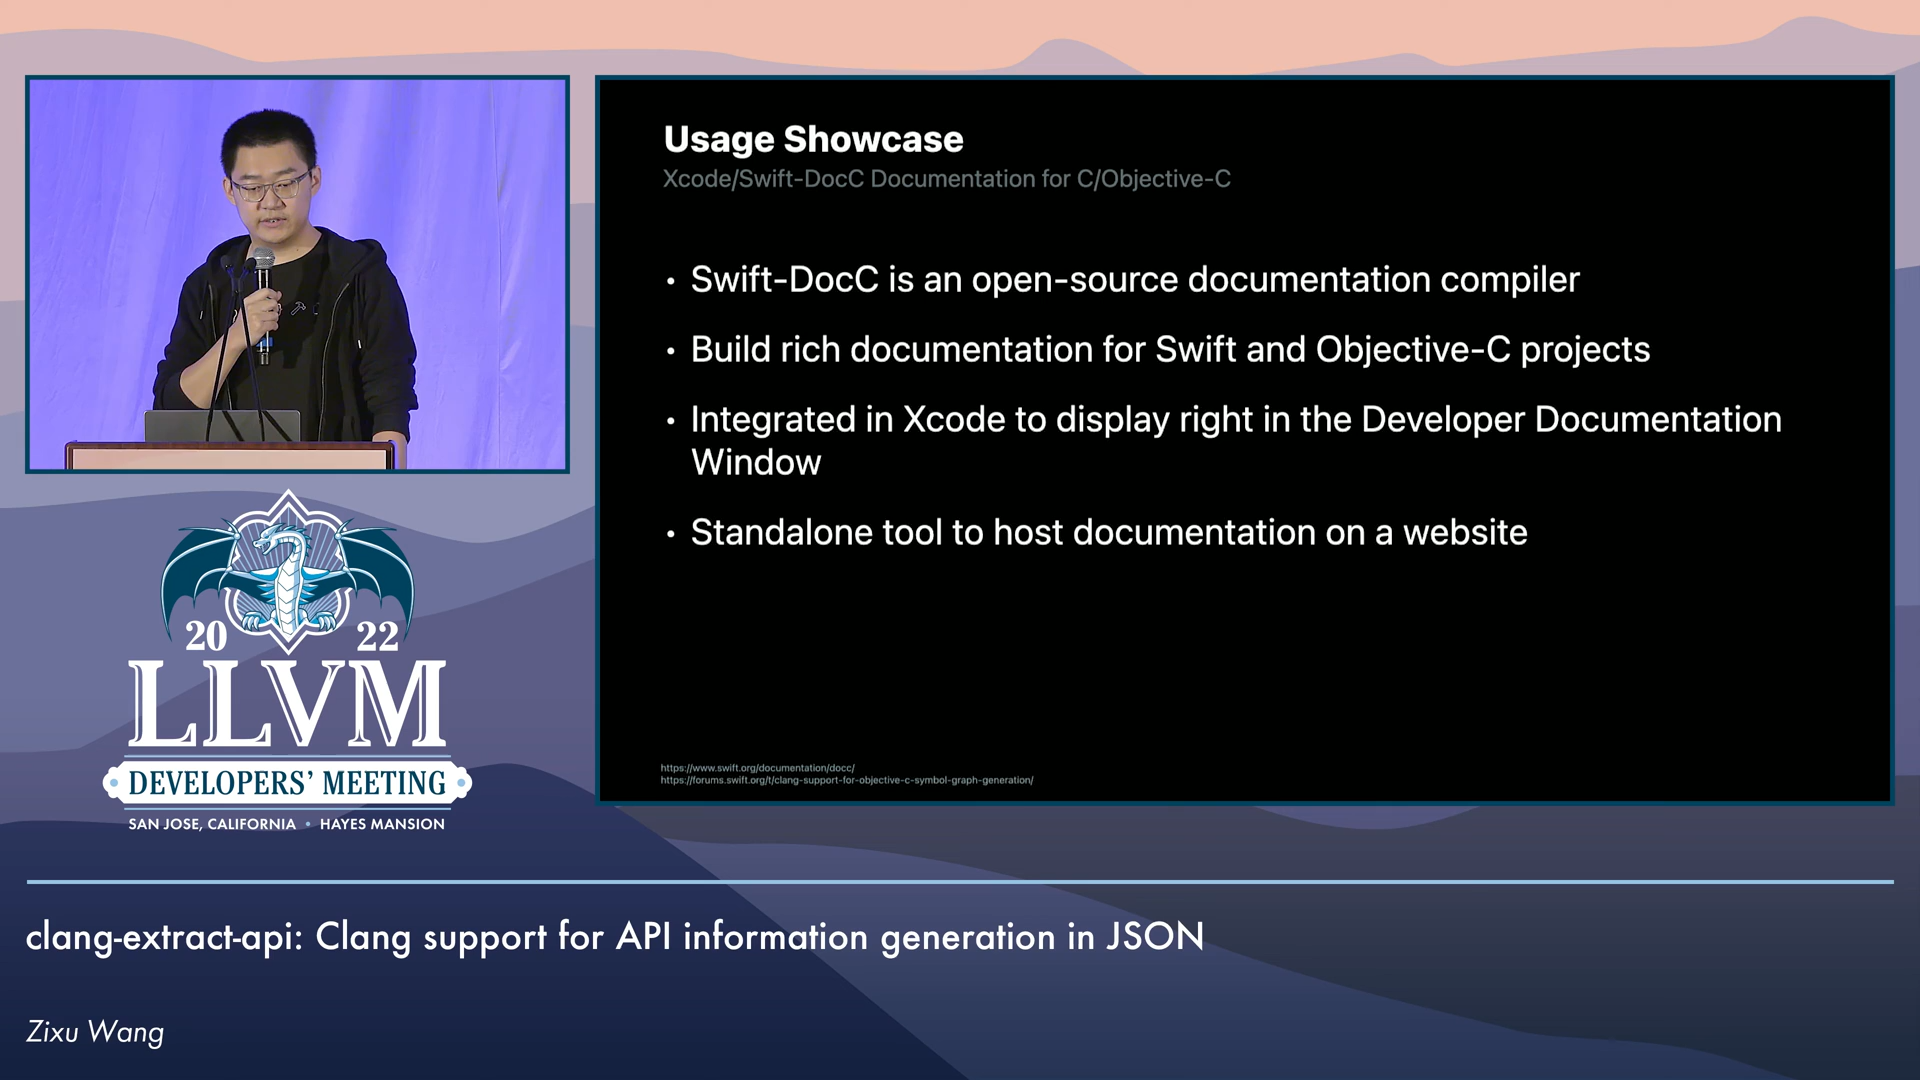 Usage Showcase
Xcode/Swift-DocC Documentation for C/Objective-C
• Swift-DocC is an open-source documentation compiler
• Build rich documentation for Swift and Objective-C projects
• Integrated in Xcode to display right in the Developer Documentation
Window
• Standalone tool to host documentation on a website
https://www.swift.org/documentation/docc/
https://forums.swift.org/t/clang-support-for-objective-c-symbol-graph-generation/
20 22
LLVM
DEVELOPERS’ MEETING
SAN JOSE, CALIFORNIA • HAYES MANSION
clang-extract-api: Clang support for API information generation in JSON
Zixu Wang